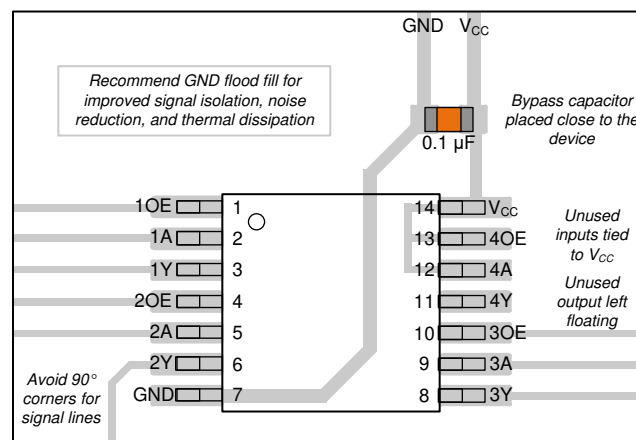 GND VCC
Recommend GND flood fill for
improved signal isolation, noise
reduction, and thermal dissipation
Bypass capacitor
placed close to the
device
0.1 µF
1OE 1 14 VCC
1A 2 13 4OE
1Y 3 12 4A
2OE 4 11 4Y
2A 5 10 3OE
2Y 6 9 3A
GND 7 8 3Y
Unused
inputs tied
to VCC
Unused
output left
floating
Avoid 90°
corners for
signal lines